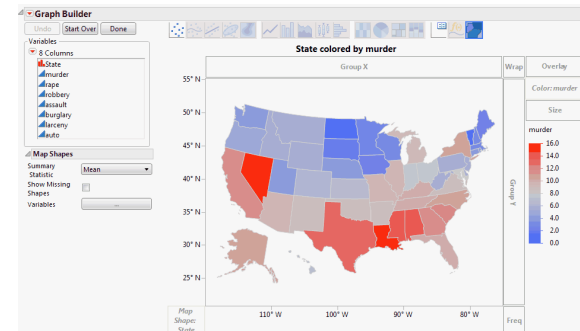 Graph Builder
Undo Start Over Done
Variables
8 Columns
State
murder
rape
robbery
assault
burglary
larceny
auto
Map Shapes
Summary Statistic Mean
Show Missing Shapes
Variables ...
State colored by murder
Group X
Wrap
Overlay
Color: murder
Size
Group Y
murder
16.0
14.0
12.0
10.0
8.0
6.0
4.0
2.0
0.0
55° N
50° N
45° N
40° N
35° N
30° N
25° N
110° W 100° W 90° W 80° W
Map Shape: State
Freq